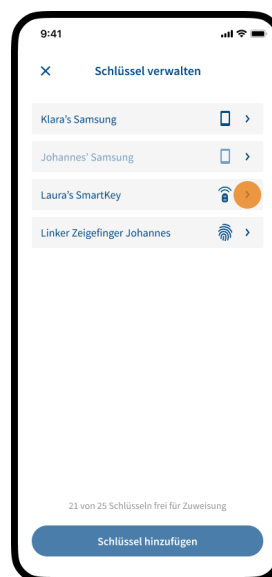 9:41
Schlüssel verwalten
Klara's Samsung
Johannes' Samsung
Laura's SmartKey
Linker Zeigefinger Johannes
21 von 25 Schlüsseln frei für Zuweisung
Schlüssel hinzufügen